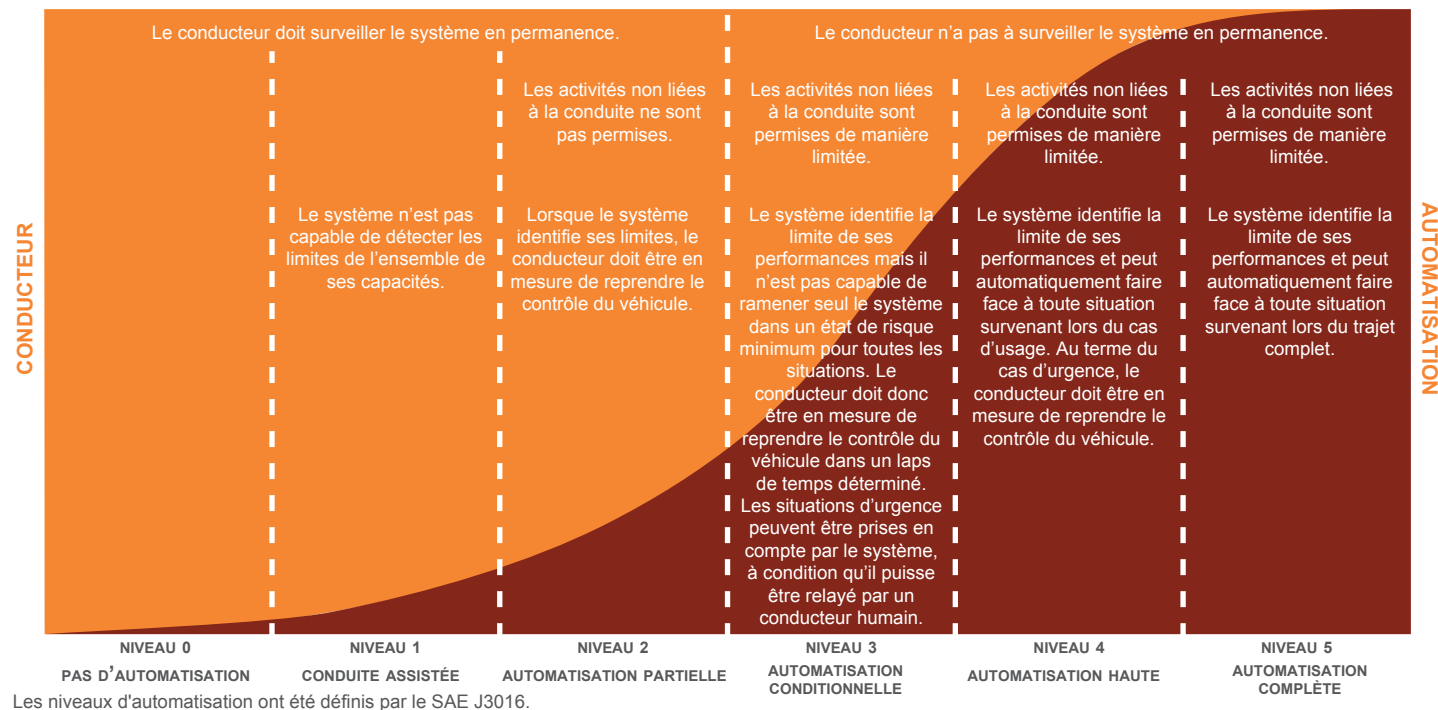 Le conducteur doit surveiller le système en permanence.
Le conducteur n'a pas à surveiller le système en permanence.
Les activités non liées
à la conduite ne sont
pas permises.
Les activités non liées
à la conduite sont
permises de manière
limitée.
Les activités non liées
à la conduite sont
permises de manière
limitée.
Les activités non liées
à la conduite sont
permises de manière
limitée.
CONDUCTEUR
Le système n'est pas
capable de détecter les
limites de l'ensemble de
ses capacités.
Lorsque le système
identifie ses limites, le
conducteur doit être en
mesure de reprendre le
contrôle du véhicule.
Le système identifie la
limite de ses
performances mais il
n'est pas capable de
ramener seul le système
dans un état de risque
minimum pour toutes les
situations. Le
conducteur doit donc
être en mesure de
reprendre le contrôle du
véhicule dans un laps
de temps déterminé.
Les situations d'urgence
peuvent être prises en
compte par le système,
à condition qu'il puisse
être relayé par un
conducteur humain.
Le système identifie la
limite de ses
performances et peut
automatiquement faire
face à toute situation
survenant lors du cas
d'usage. Au terme du
cas d'urgence, le
conducteur doit être en
mesure de reprendre le
contrôle du véhicule.
Le système identifie la
limite de ses
performances et peut
automatiquement faire
face à toute situation
survenant lors du trajet
complet.
AUTOMATISATION
NIVEAU 0
PAS D'AUTOMATISATION
NIVEAU 1
CONDUITE ASSISTÉE
NIVEAU 2
AUTOMATISATION PARTIELLE
NIVEAU 3
AUTOMATISATION
CONDITIONNELLE
NIVEAU 4
AUTOMATISATION HAUTE
NIVEAU 5
AUTOMATISATION
COMPLÈTE
Les niveaux d'automatisation ont été définis par le SAE J3016.